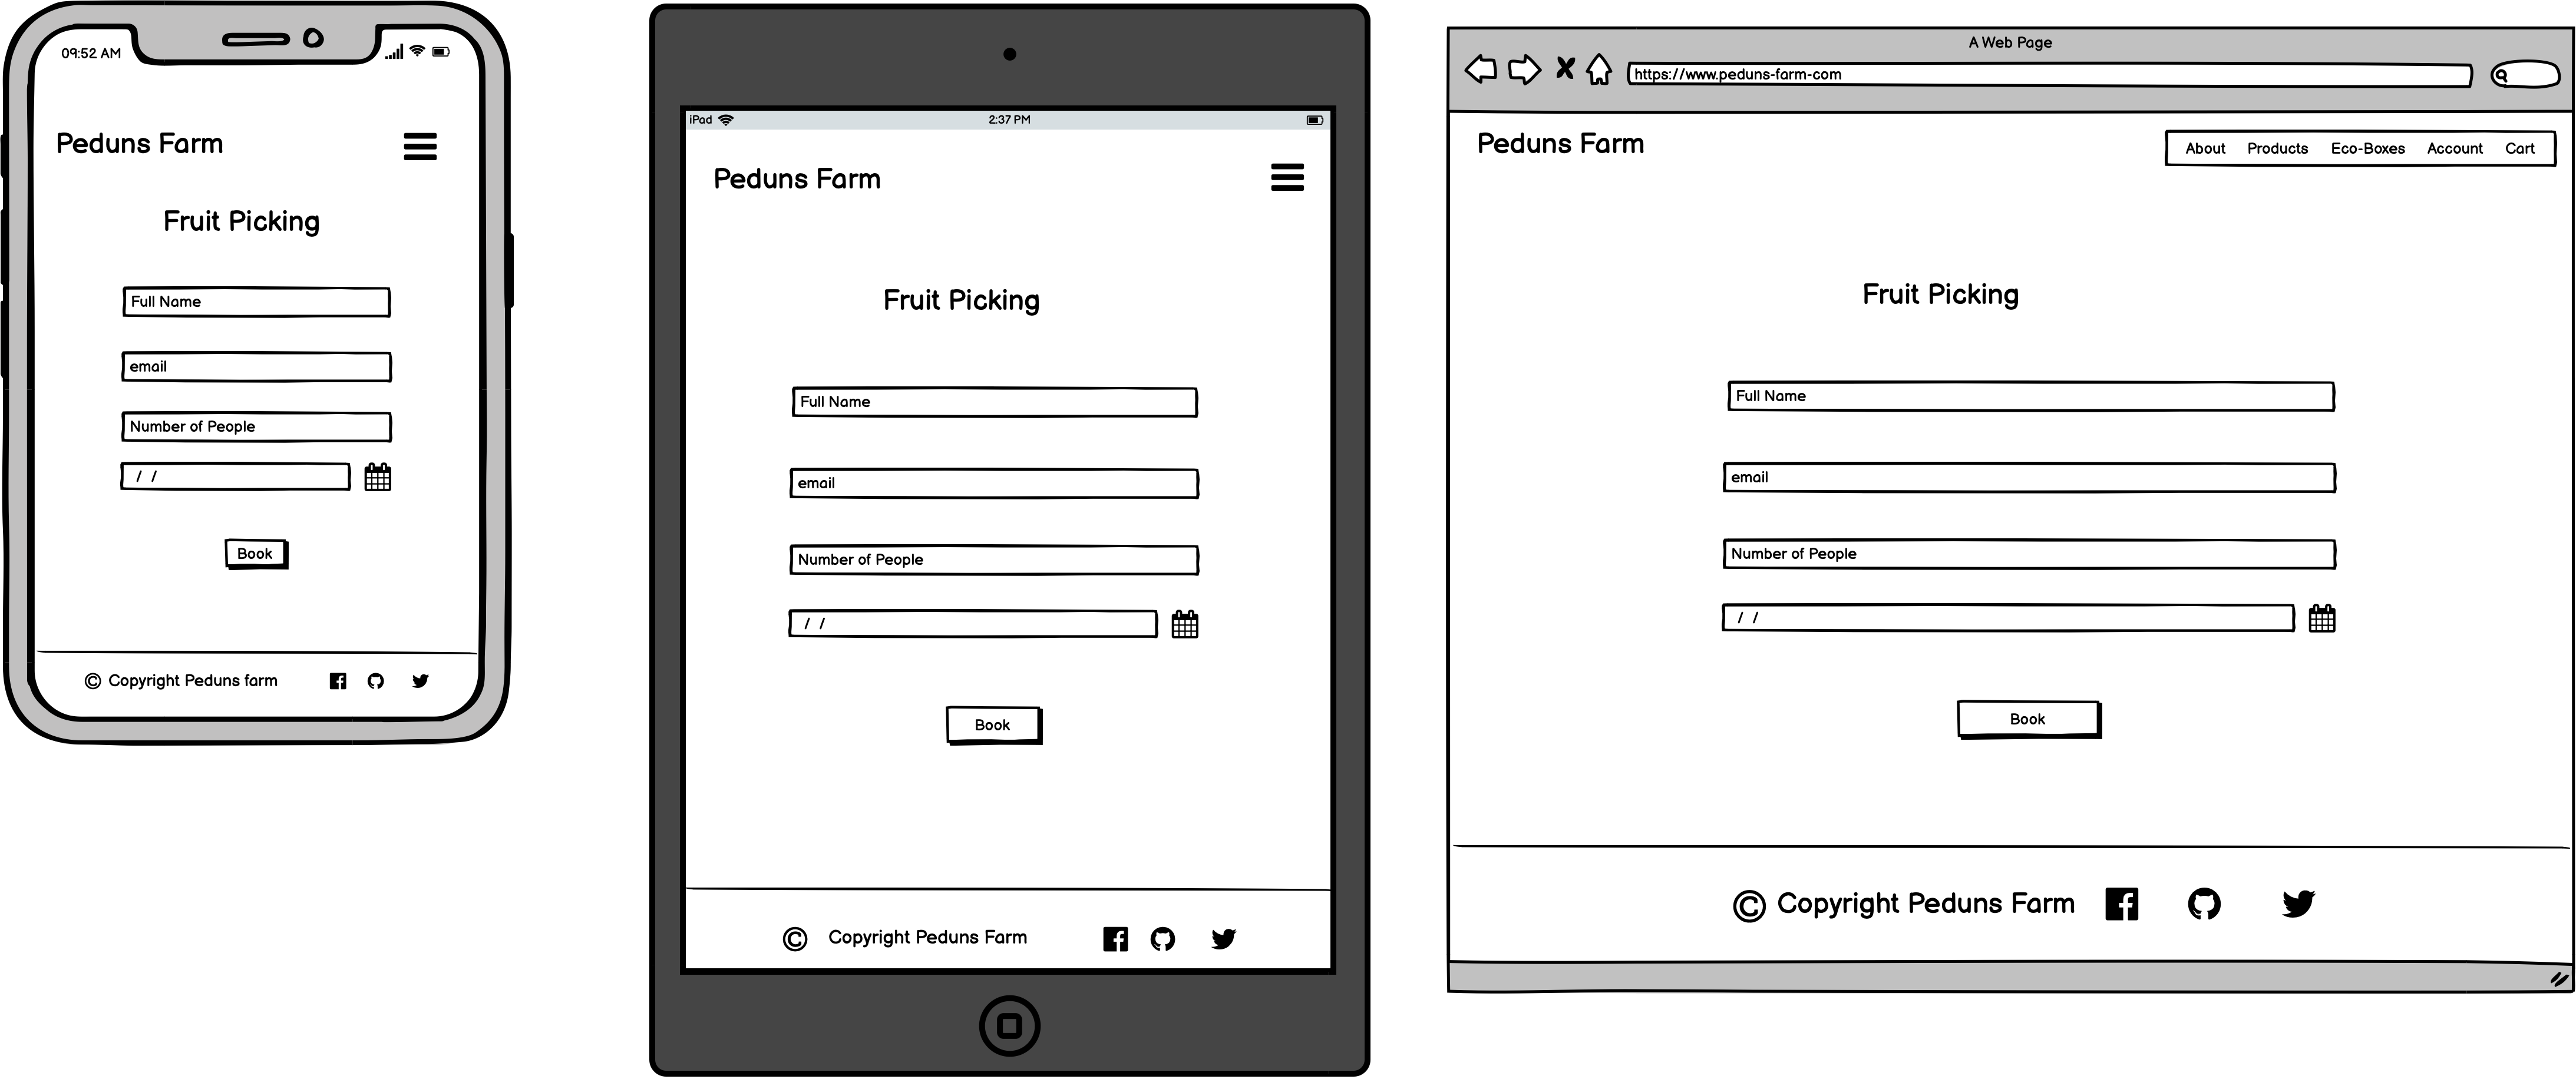 09:52 AM
Peduns Farm
Fruit Picking
Full Name
email
Number of People
/ /
Book
© Copyright Peduns farm
iPad
2:37 PM
Peduns Farm
Fruit Picking
Full Name
email
Number of People
/ /
Book
© Copyright Peduns Farm
A Web Page
https://www.peduns-farm-com
Peduns Farm
About Products Eco-Boxes Account Cart
Fruit Picking
Full Name
email
Number of People
/ /
Book
© Copyright Peduns Farm